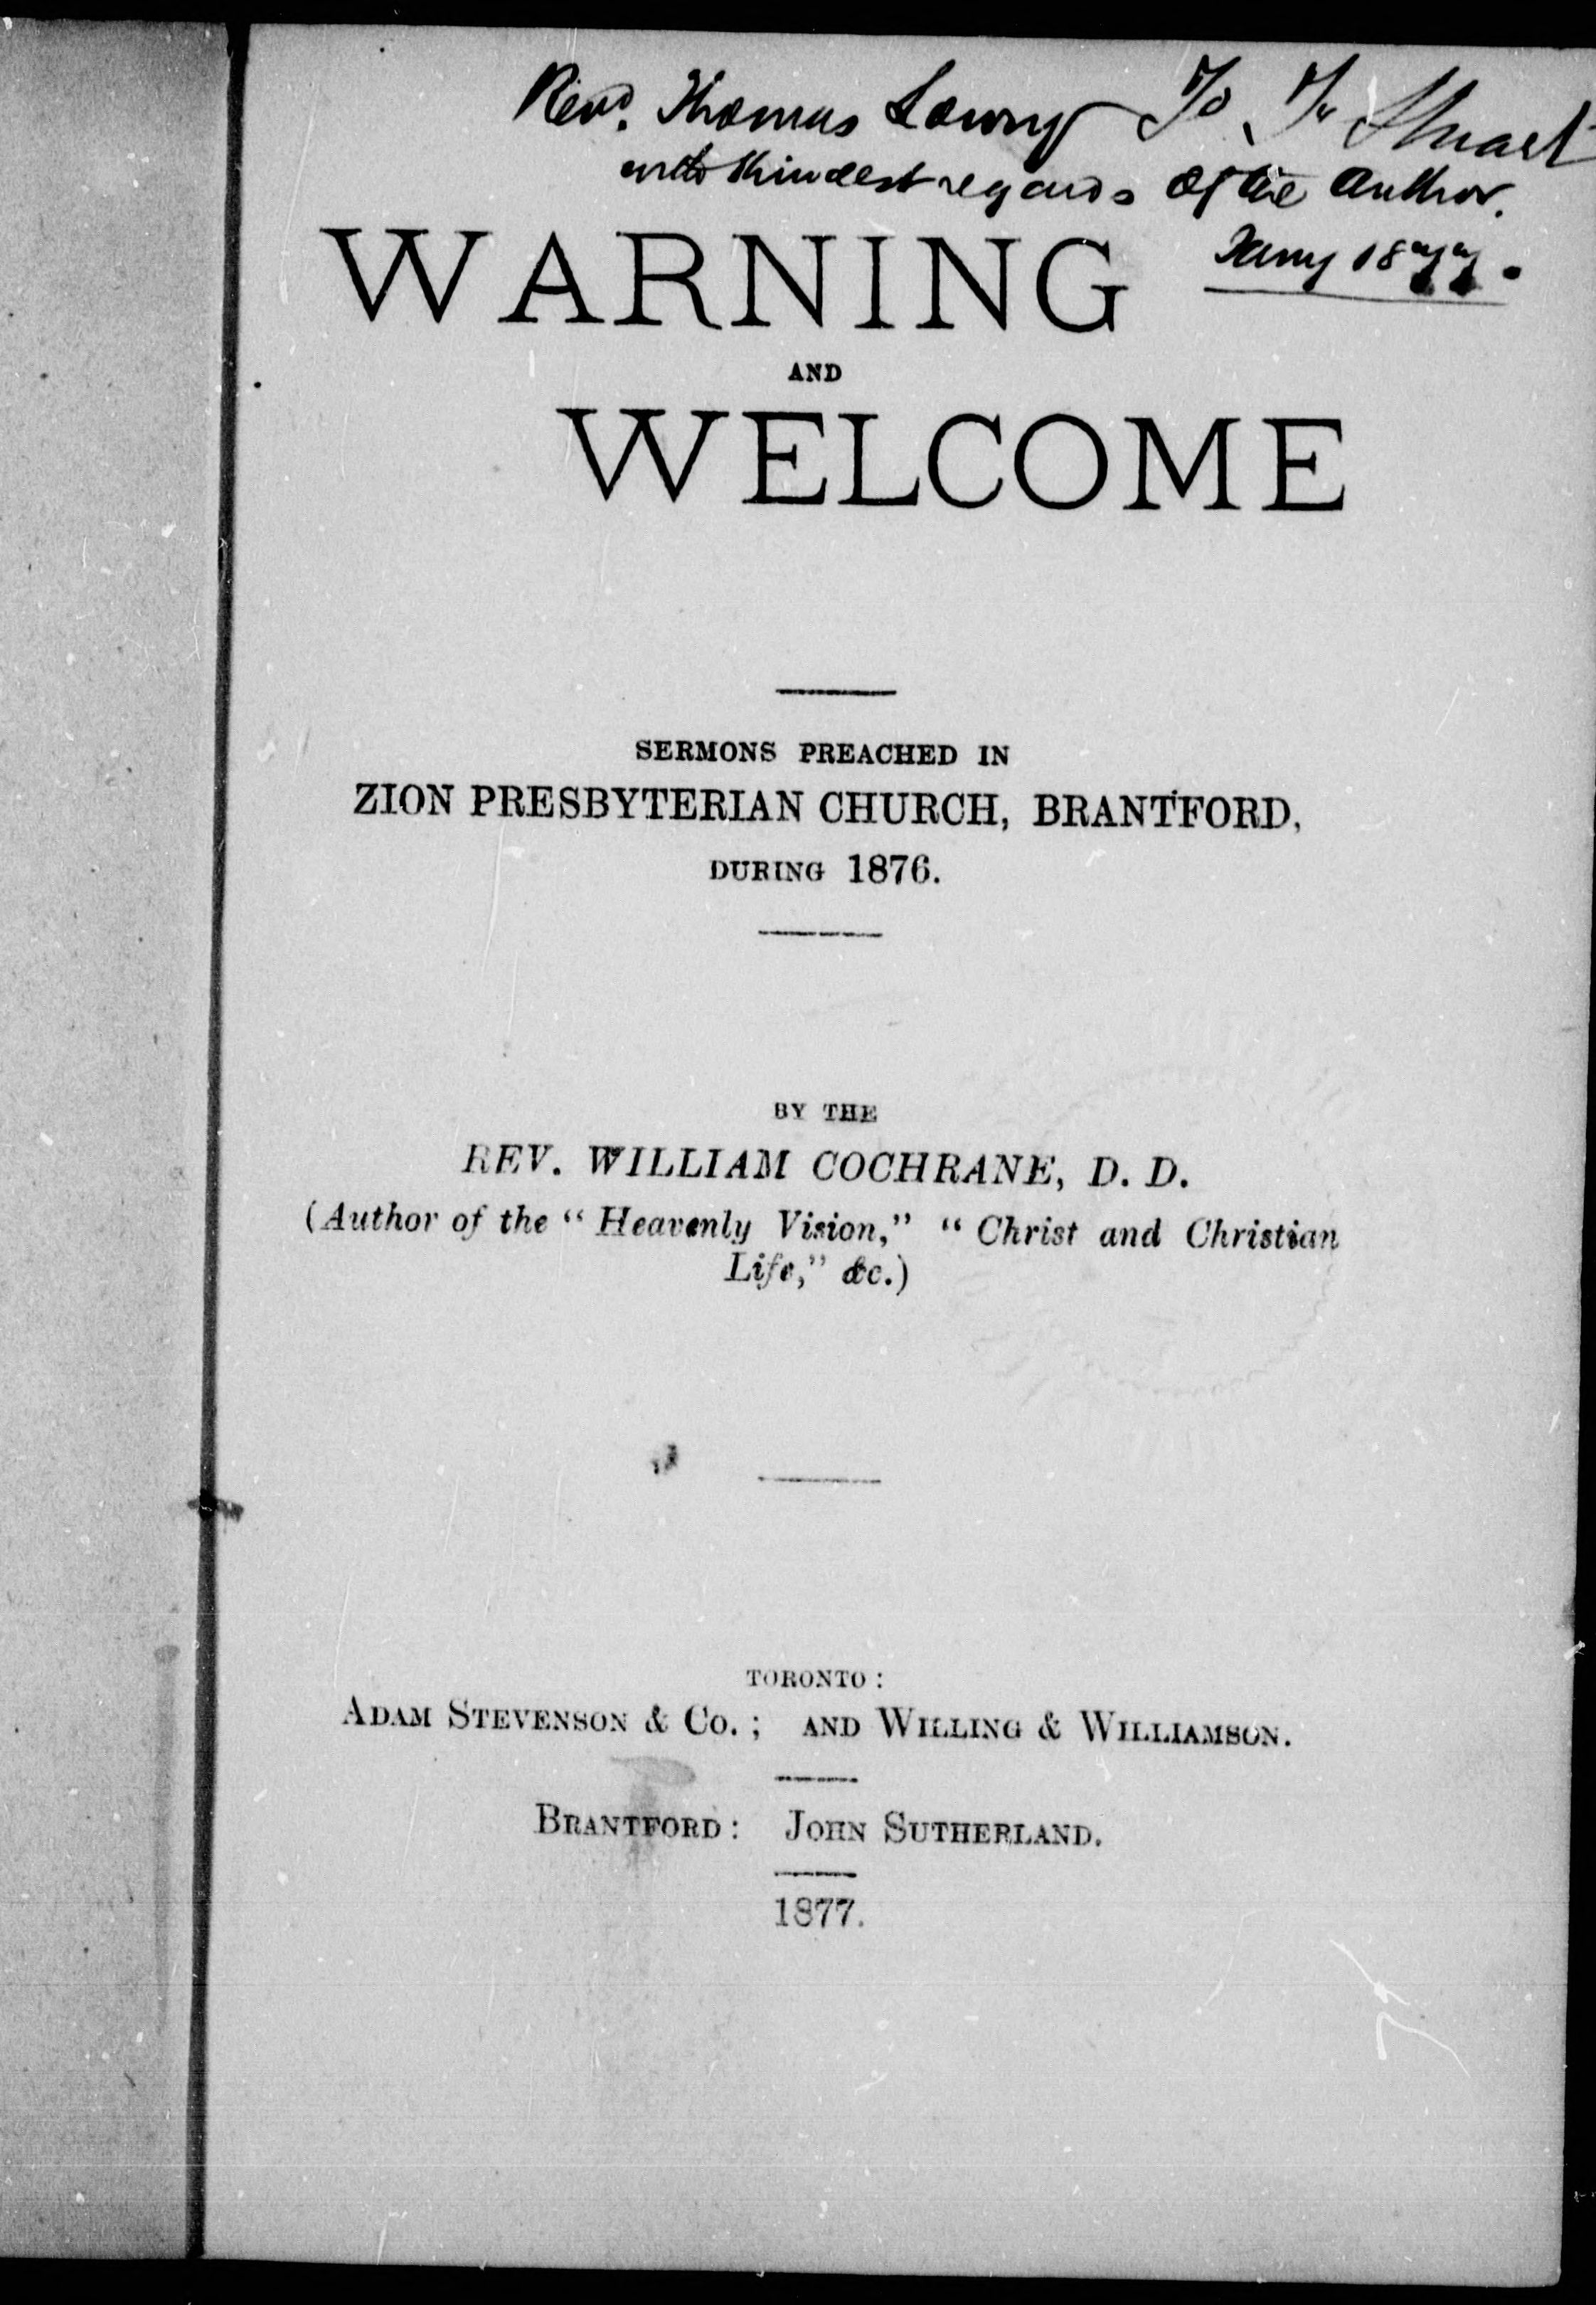 Revd. Thomas Lowry
with kindest regards of the author.
Jany 1877.
WARNING
AND
WELCOME
SERMONS PREACHED IN
ZION PRESBYTERIAN CHURCH, BRANTFORD,
DURING 1876.
BY THE
REV. WILLIAM COCHRANE, D. D.
(Author of the “ Heavenly Vision,” “ Christ and Christian
Life,” &c.)
TORONTO :
ADAM STEVENSON & CO. ; AND WILLING & WILLIAMSON.
BRANTFORD : JOHN SUTHERLAND.
1877.